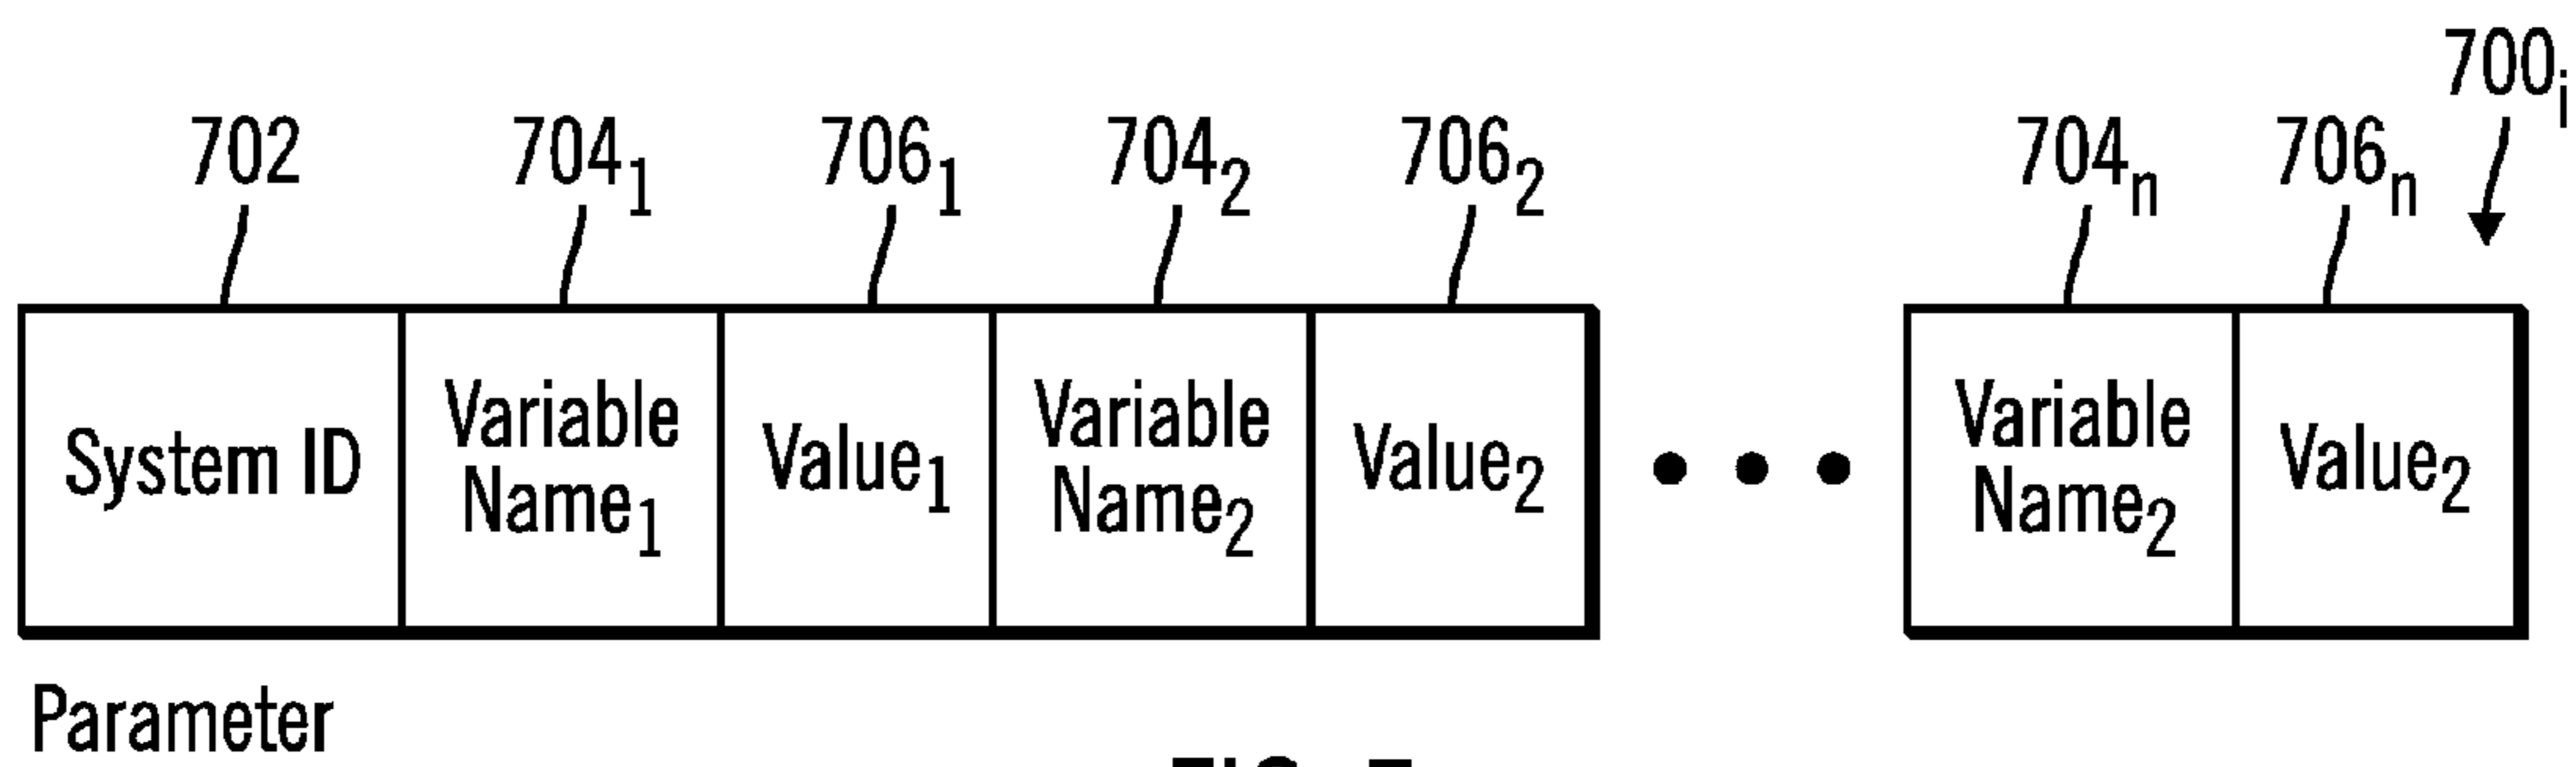 700i
702 704₁ 706₁ 704₂ 706₂ 704n 706n
System ID
Variable
Name₁
Value₁
Variable
Name₂
Value₂
Variable
Name₂
Value₂
Parameter